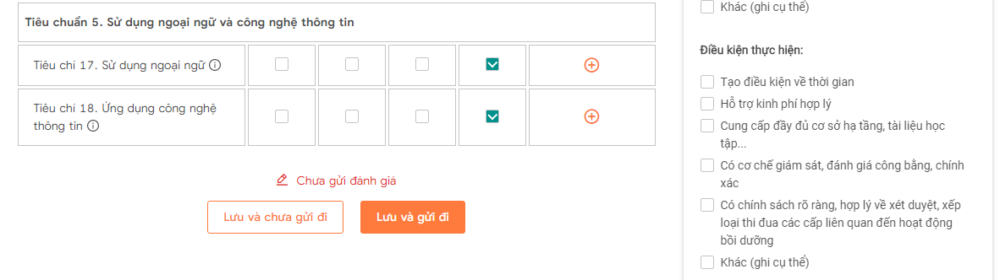 Tiêu chuẩn 5. Sử dụng ngoại ngữ và công nghệ thông tin
Tiêu chí 17. Sử dụng ngoại ngữ
Tiêu chí 18. Ứng dụng công nghệ
thông tin
Chưa gửi đánh giá
Lưu và chưa gửi đi
Lưu và gửi đi
Khác (ghi cụ thể)
Điều kiện thực hiện:
Tạo điều kiện về thời gian
Hỗ trợ kinh phí hợp lý
Cung cấp đầy đủ cơ sở hạ tầng, tài liệu học
tập...
Có cơ chế giám sát, đánh giá công bằng, chính
xác
Có chính sách rõ ràng, hợp lý về xét duyệt, xếp
loại thi đua các cấp liên quan đến hoạt động
bồi dưỡng
Khác (ghi cụ thể)